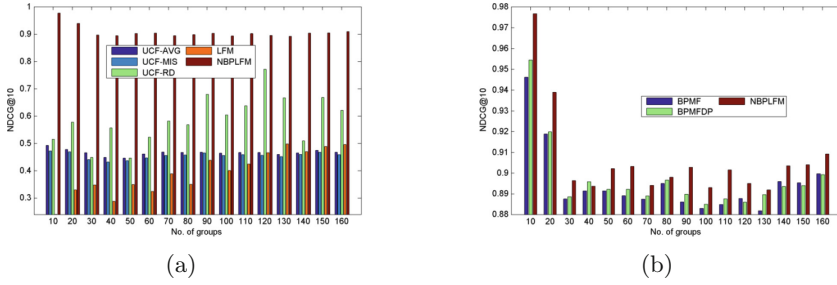 1
0.9
0.8
0.7
0.6
0.5
0.4
0.3
NDCG@10
UCF-AVG LFM
UCF-MIS NBPLFM
UCF-RD
10 20 30 40 50 60 70 80 90 100 110 120 130 140 150 160
No. of groups
(a)
0.98
0.97
0.96
0.95
0.94
0.93
0.92
0.91
0.9
0.89
0.88
NDCG@10
BPMF NBPLFM
BPMFDP
10 20 30 40 50 60 70 80 90 100 110 120 130 140 150 160
No. of groups
(b)